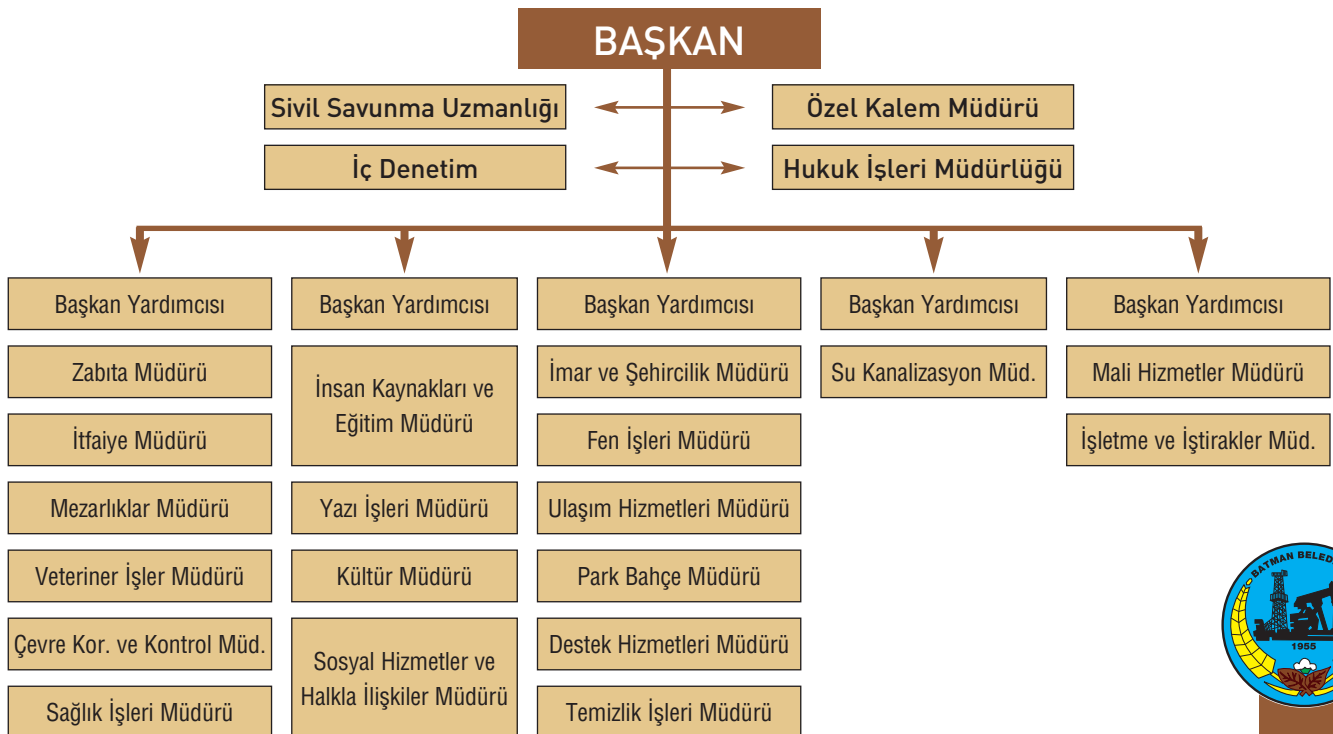 BAŞKAN
Sivil Savunma Uzmanlığı
Özel Kalem Müdürü
İç Denetim
Hukuk İşleri Müdürlüğü
Başkan Yardımcısı
Zabıta Müdürü
İtfaiye Müdürü
Mezarlıklar Müdürü
Veteriner İşler Müdürü
Çevre Kor. ve Kontrol Müd.
Sağlık İşleri Müdürü
Başkan Yardımcısı
İnsan Kaynakları ve
Eğitim Müdürü
Yazı İşleri Müdürü
Kültür Müdürü
Sosyal Hizmetler ve
Halkla İlişkiler Müdürü
Başkan Yardımcısı
İmar ve Şehircilik Müdürü
Fen İşleri Müdürü
Ulaşım Hizmetleri Müdürü
Park Bahçe Müdürü
Destek Hizmetleri Müdürü
Temizlik İşleri Müdürü
Başkan Yardımcısı
Su Kanalizasyon Müd.
Başkan Yardımcısı
Mali Hizmetler Müdürü
İşletme ve İştirakler Müd.
BATMAN
1955